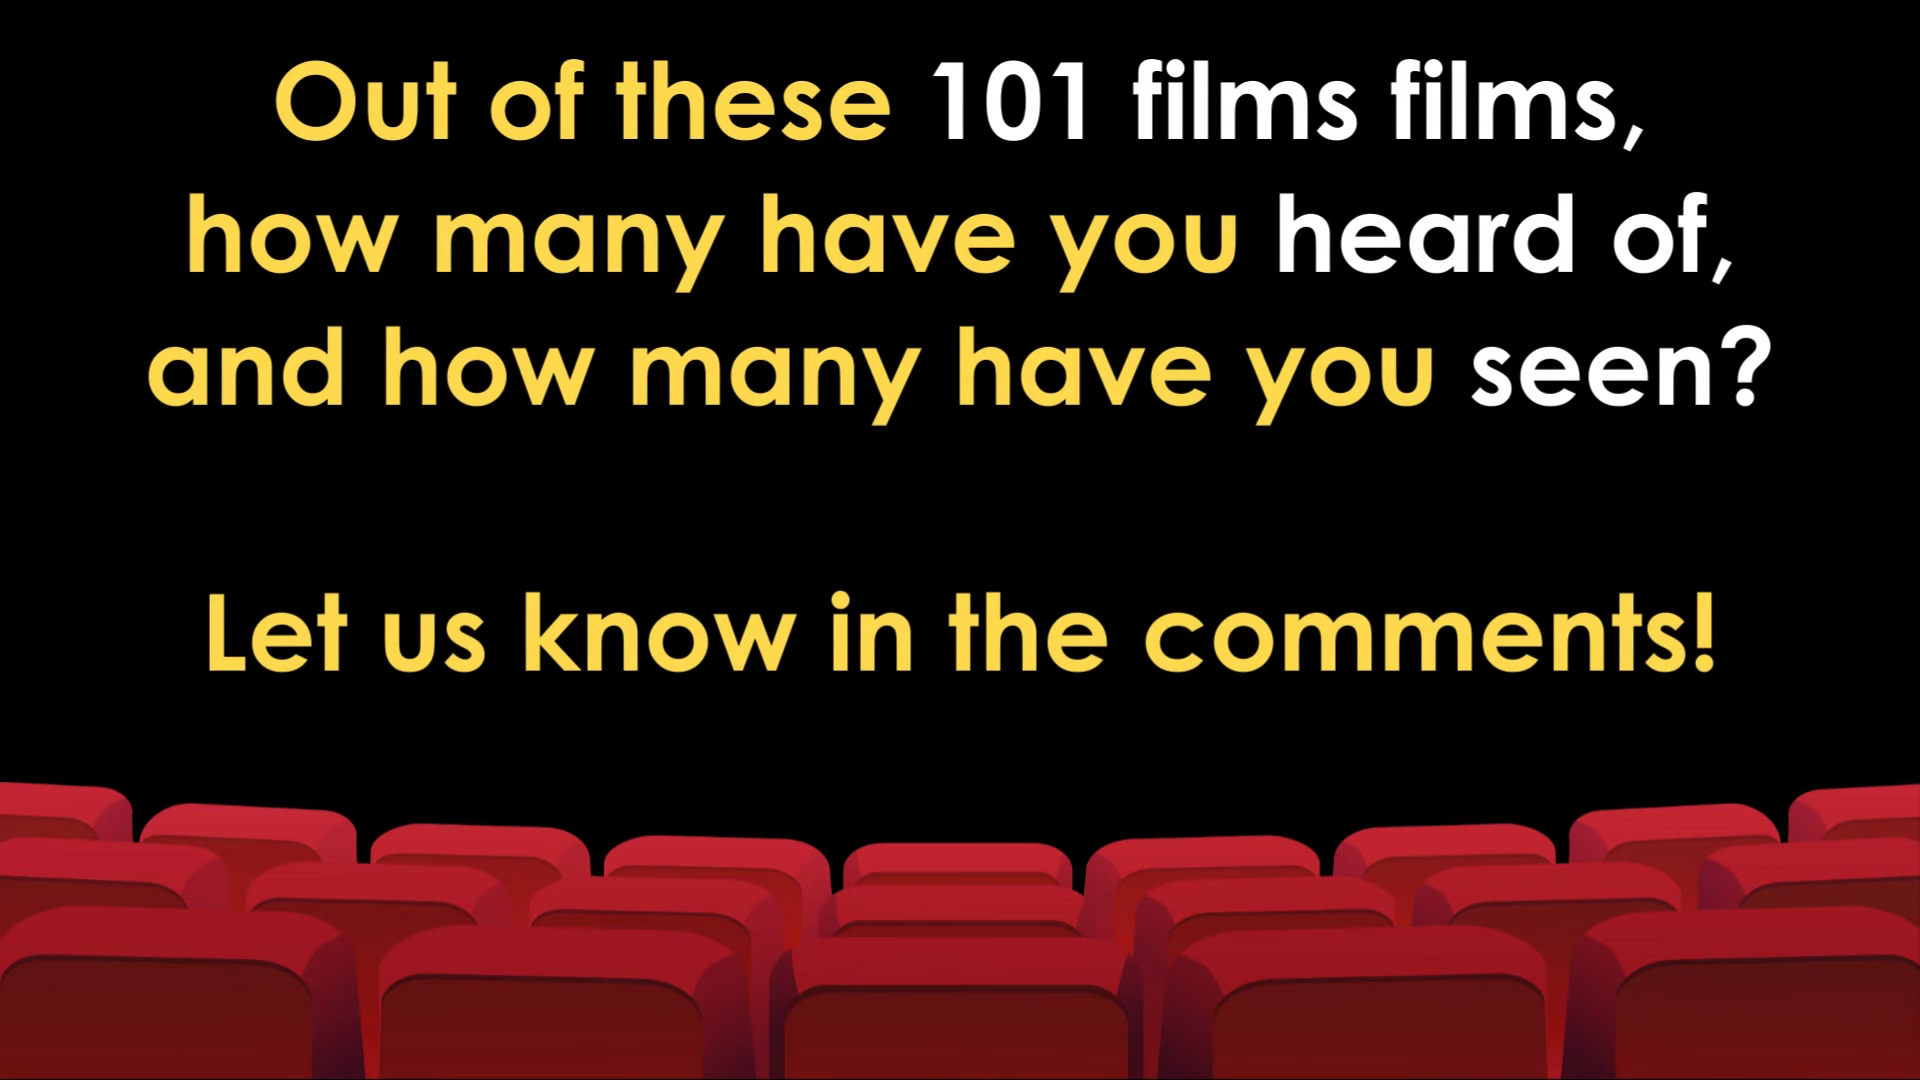 Out of these 101 films films,
how many have you heard of,
and how many have you seen?
Let us know in the comments!